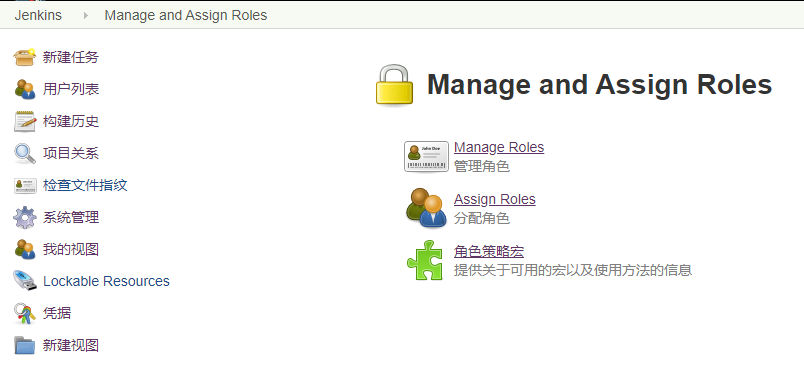 Jenkins
Manage and Assign Roles
新建任务
用户列表
构建历史
项目关系
检查文件指纹
系统管理
我的视图
Lockable Resources
凭据
新建视图
Manage and Assign Roles
John Doe
Manage Roles
管理角色
Assign Roles
分配角色
角色策略宏
提供关于可用的宏以及使用方法的信息